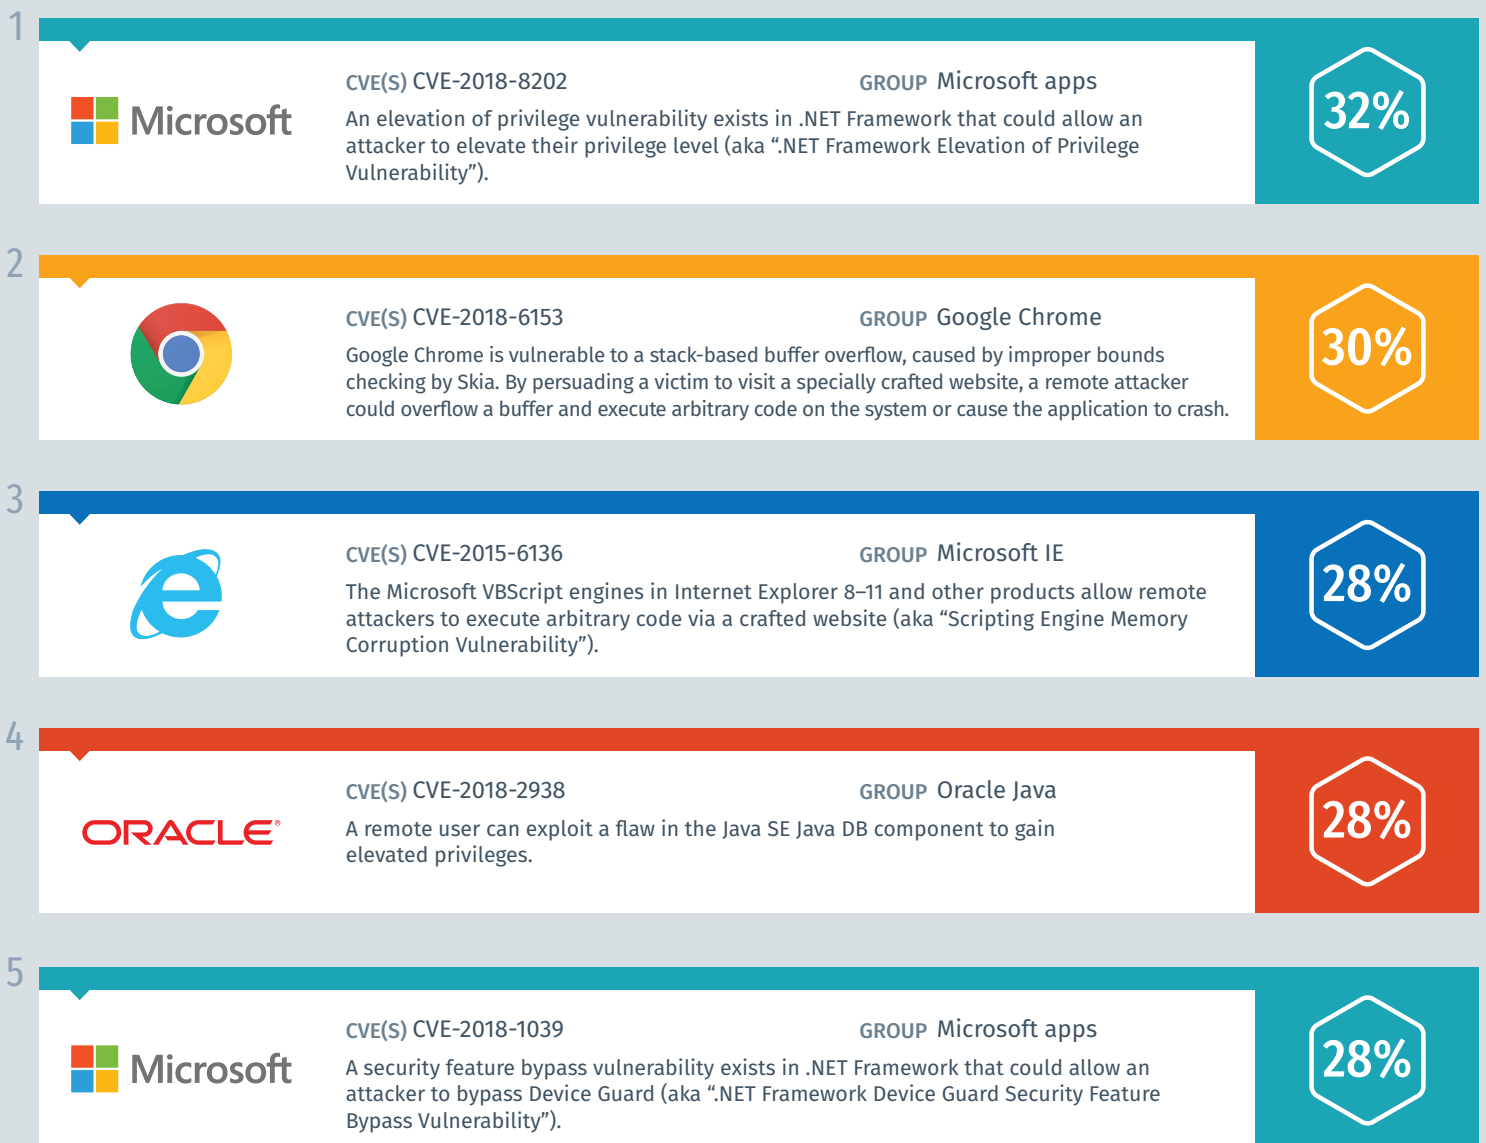 1
Microsoft
CVE(S) CVE-2018-8202
GROUP Microsoft apps
An elevation of privilege vulnerability exists in .NET Framework that could allow an
attacker to elevate their privilege level (aka “.NET Framework Elevation of Privilege
Vulnerability”).
32%
2
CVE(S) CVE-2018-6153
GROUP Google Chrome
Google Chrome is vulnerable to a stack-based buffer overflow, caused by improper bounds
checking by Skia. By persuading a victim to visit a specially crafted website, a remote attacker
could overflow a buffer and execute arbitrary code on the system or cause the application to crash.
30%
3
CVE(S) CVE-2015-6136
GROUP Microsoft IE
The Microsoft VBScript engines in Internet Explorer 8–11 and other products allow remote
attackers to execute arbitrary code via a crafted website (aka “Scripting Engine Memory
Corruption Vulnerability”).
28%
4
ORACLE®
CVE(S) CVE-2018-2938
GROUP Oracle Java
A remote user can exploit a flaw in the Java SE Java DB component to gain
elevated privileges.
28%
5
Microsoft
CVE(S) CVE-2018-1039
GROUP Microsoft apps
A security feature bypass vulnerability exists in .NET Framework that could allow an
attacker to bypass Device Guard (aka “.NET Framework Device Guard Security Feature
Bypass Vulnerability”).
28%